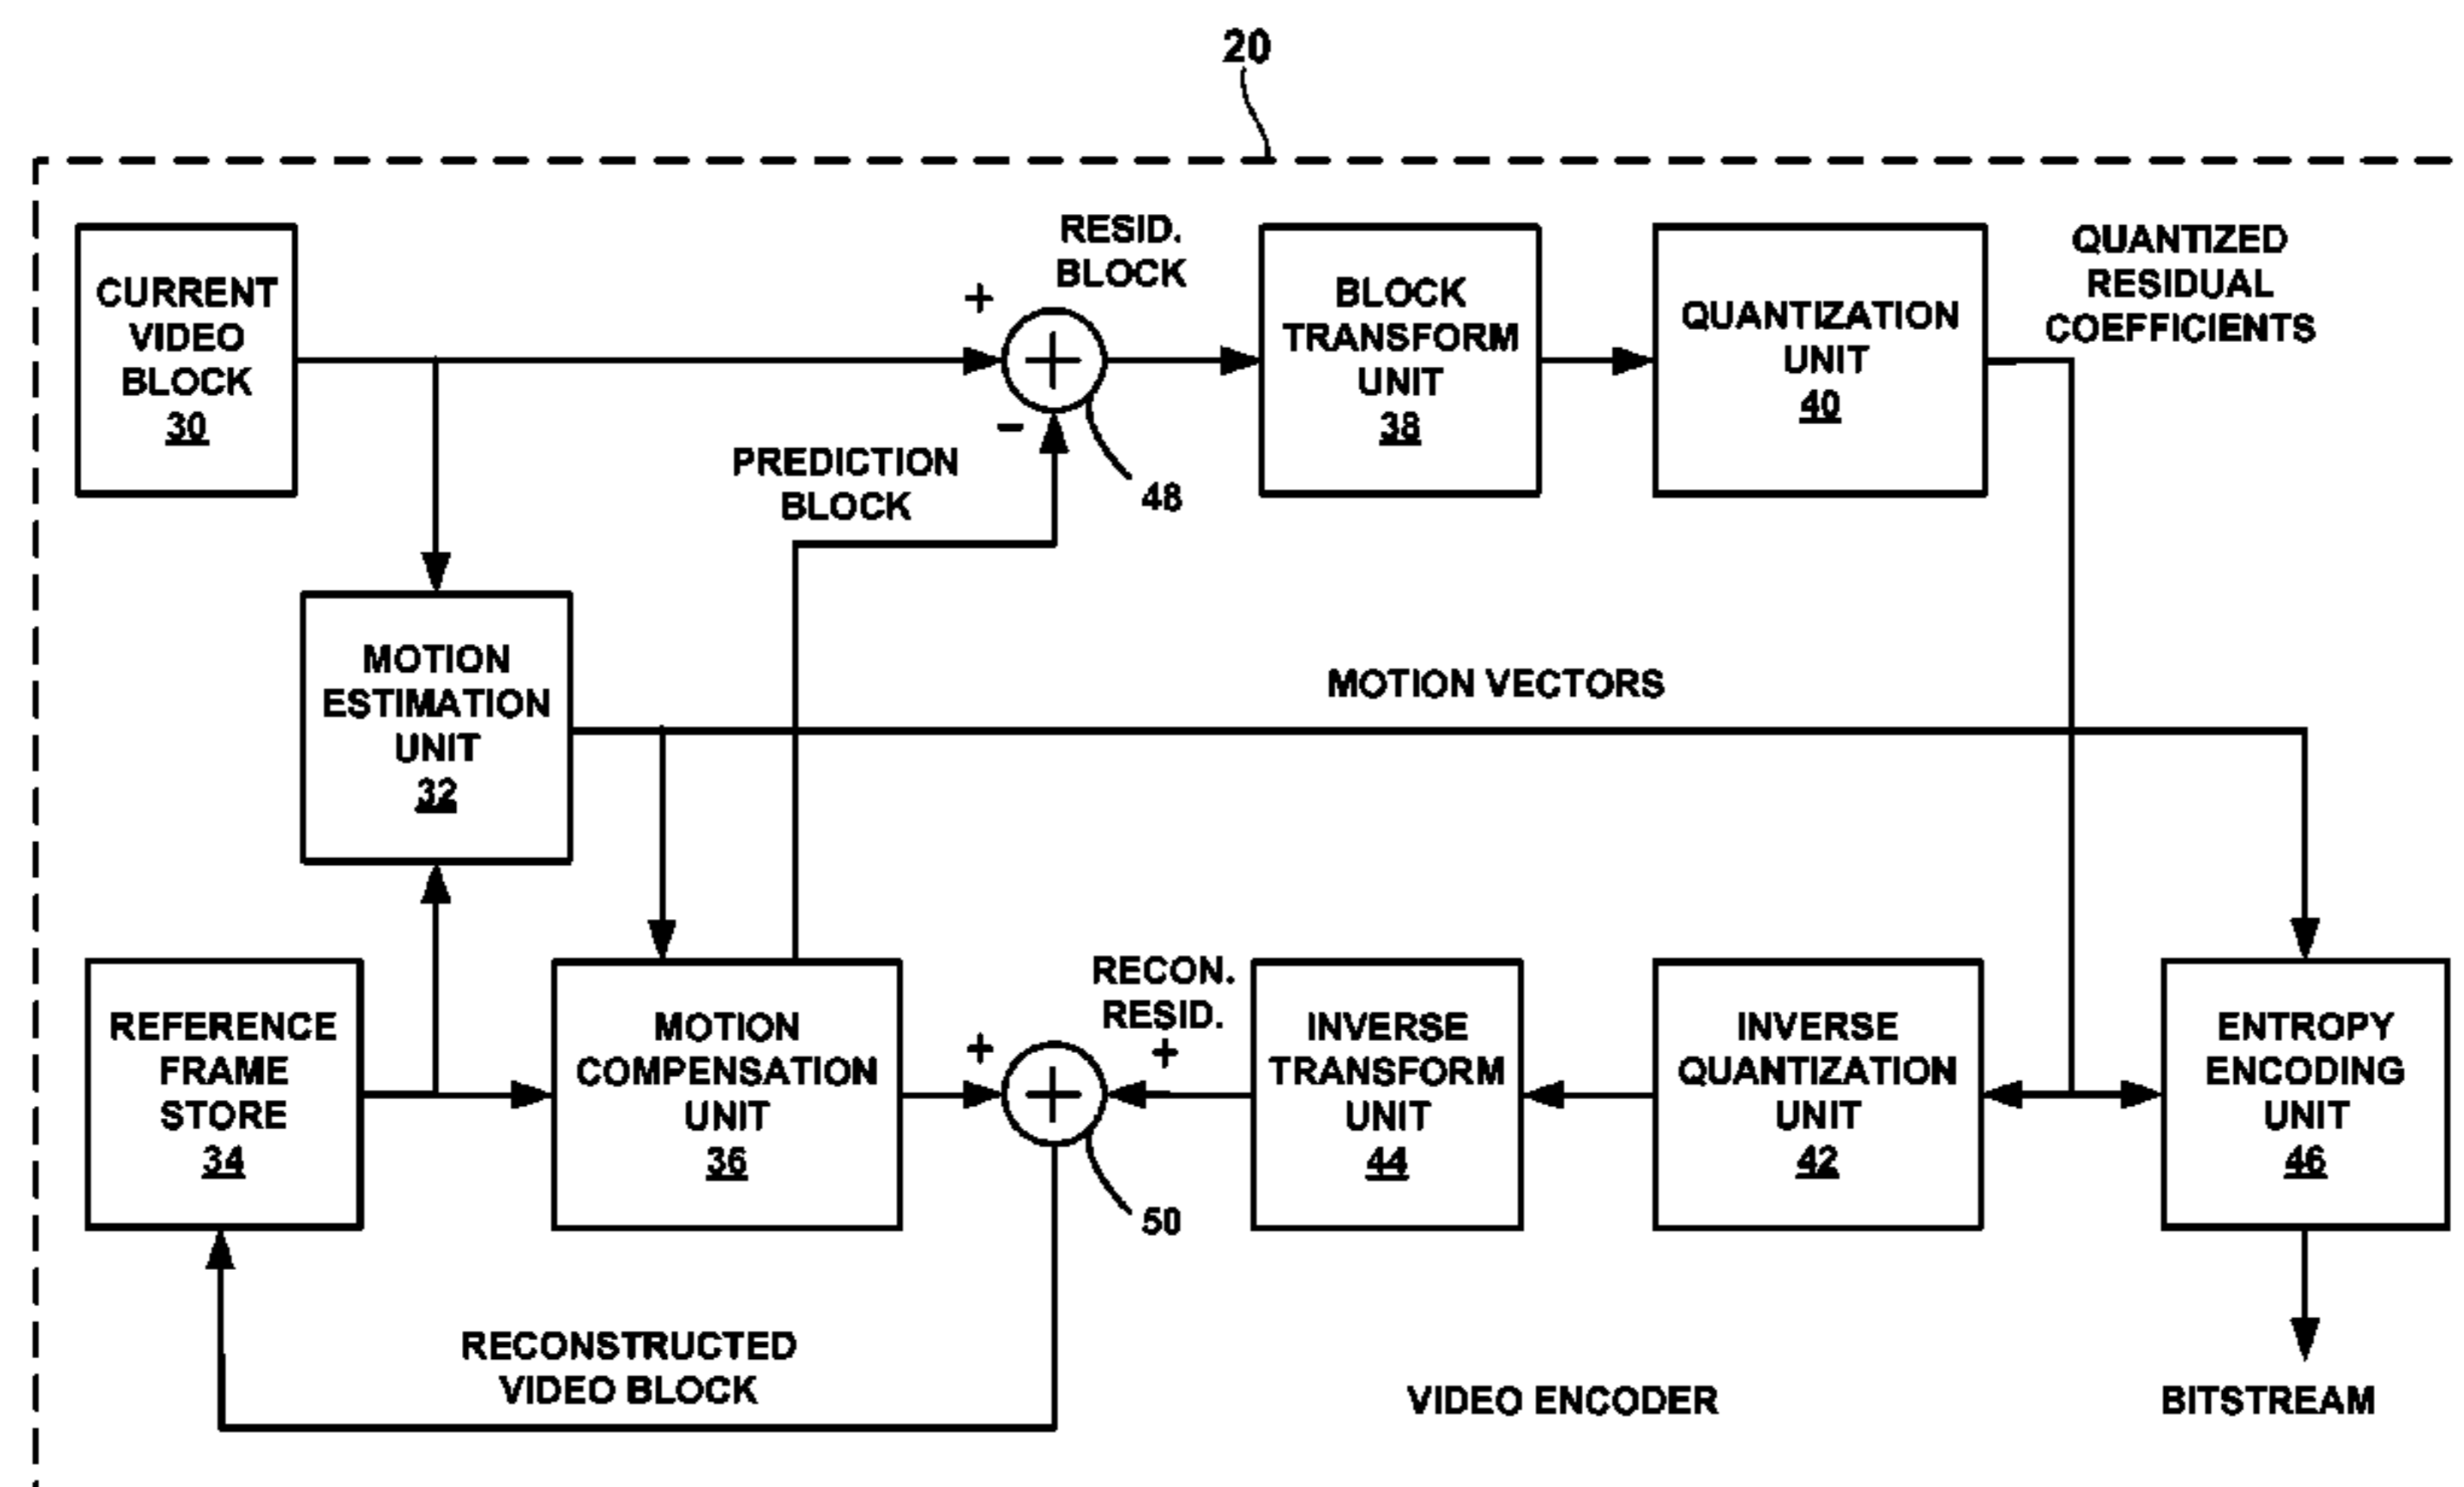 20
CURRENT
VIDEO
BLOCK
30
+
-
RESID.
BLOCK
48
PREDICTION
BLOCK
BLOCK
TRANSFORM
UNIT
38
QUANTIZATION
UNIT
40
QUANTIZED
RESIDUAL
COEFFICIENTS
MOTION
ESTIMATION
UNIT
32
MOTION VECTORS
REFERENCE
FRAME
STORE
34
MOTION
COMPENSATION
UNIT
36
+
RECON.
RESID.
+
50
INVERSE
TRANSFORM
UNIT
44
INVERSE
QUANTIZATION
UNIT
42
ENTROPY
ENCODING
UNIT
46
RECONSTRUCTED
VIDEO BLOCK
VIDEO ENCODER
BITSTREAM